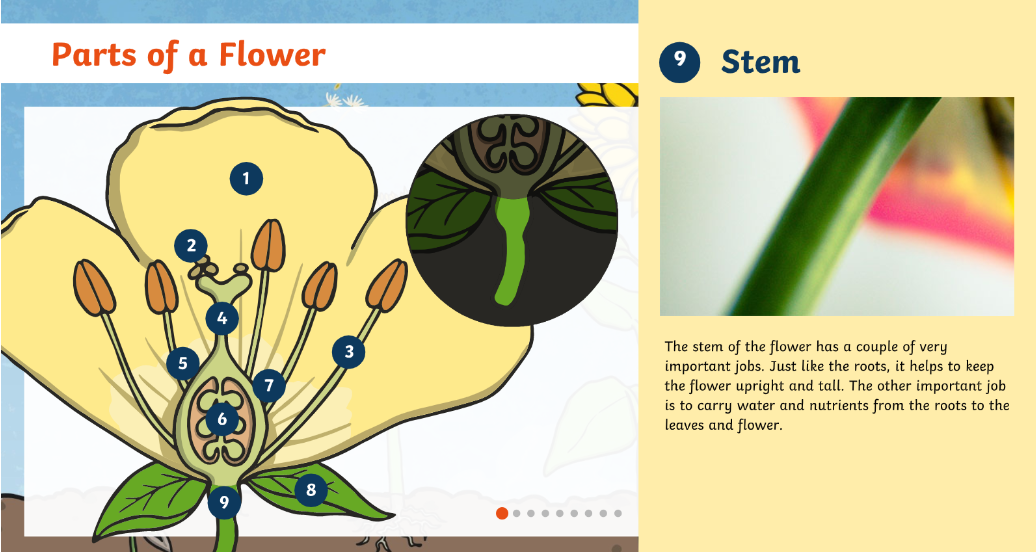 Parts of a Flower
1
2
4
3
5
7
6
8
9
9 Stem
The stem of the flower has a couple of very
important jobs. Just like the roots, it helps to keep
the flower upright and tall. The other important job
is to carry water and nutrients from the roots to the
leaves and flower.